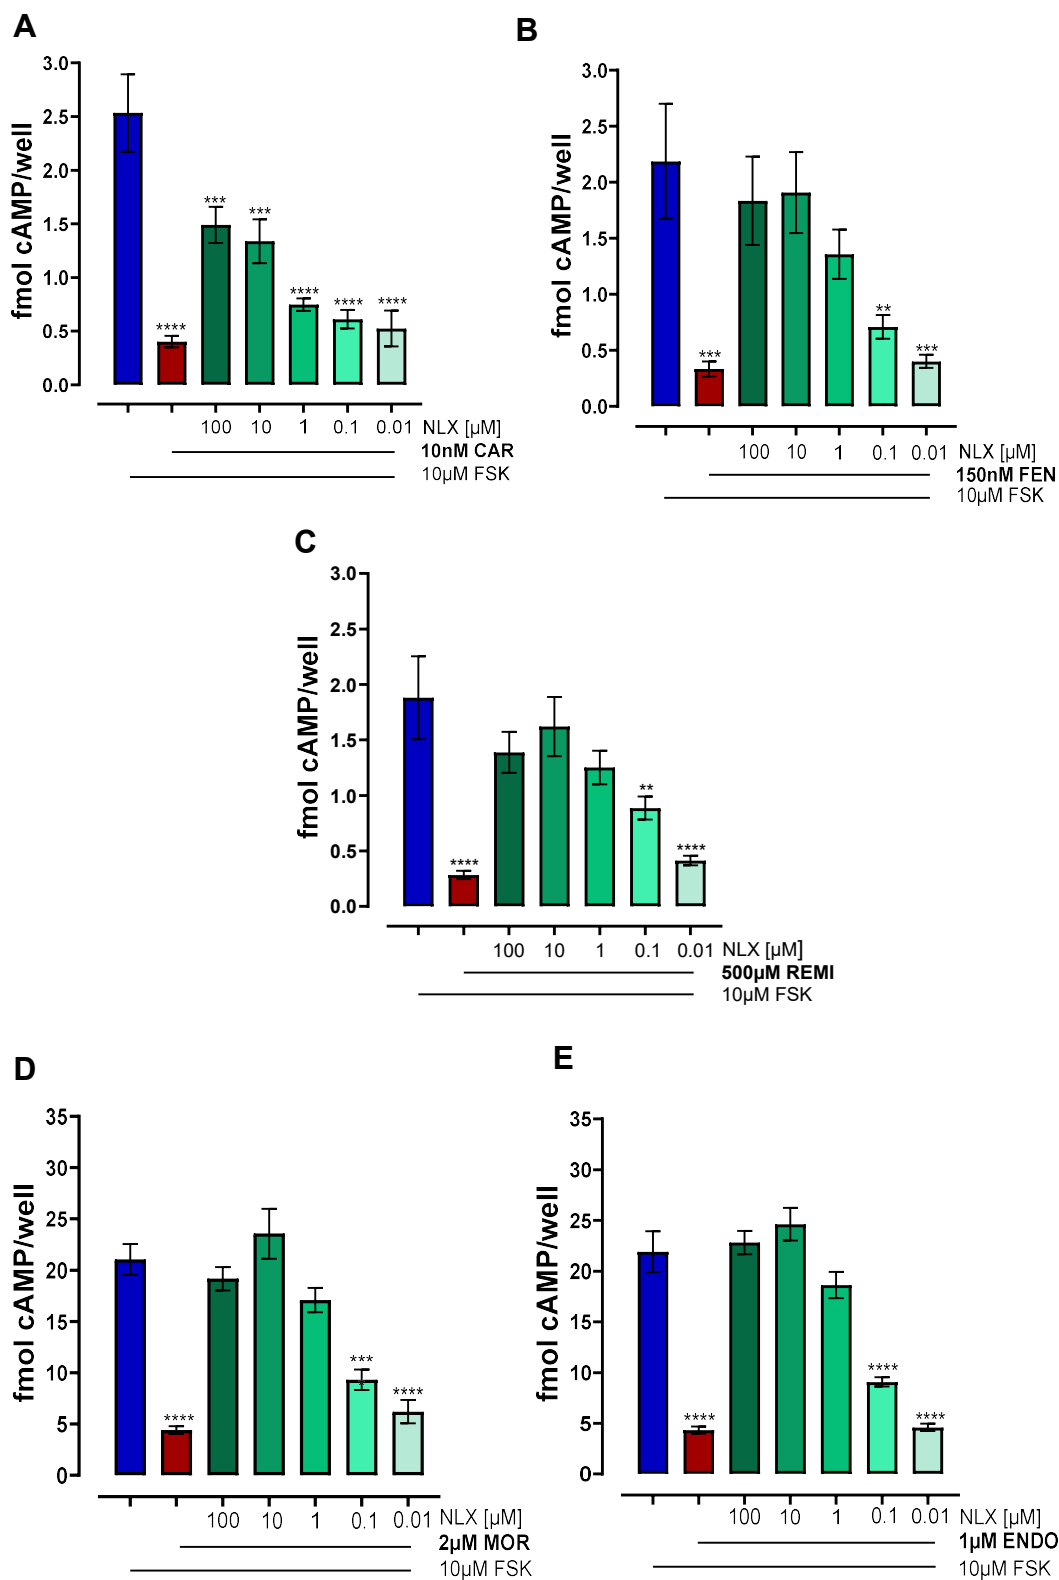 A
fmol cAMP/well
3.0
2.5
2.0
1.5
1.0
0.5
0.0
**** *** *** **** **** ****
100 10 1 0.1 0.01 NLX [µM]
10nM CAR
10µM FSK
B
fmol cAMP/well
3.0
2.5
2.0
1.5
1.0
0.5
0.0
*** ** ***
100 10 1 0.1 0.01 NLX [µM]
150nM FEN
10µM FSK
C
fmol cAMP/well
3.0
2.5
2.0
1.5
1.0
0.5
0.0
**** ** ****
100 10 1 0.1 0.01 NLX [µM]
500µM REMI
10µM FSK
D
fmol cAMP/well
35
30
25
20
15
10
5
0
**** *** ****
100 10 1 0.1 0.01 NLX [µM]
2µM MOR
10µM FSK
E
fmol cAMP/well
35
30
25
20
15
10
5
0
**** **** ****
100 10 1 0.1 0.01 NLX [µM]
1µM ENDO
10µM FSK